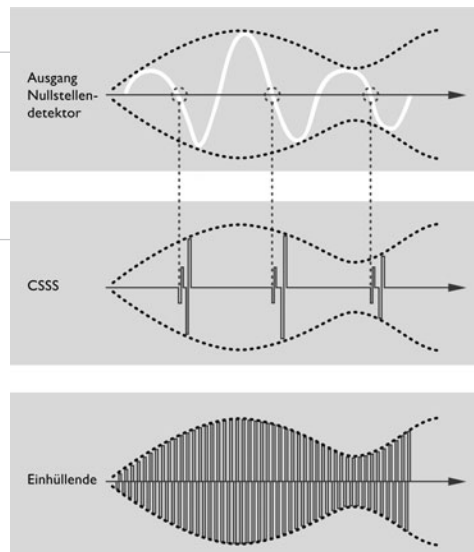 Ausgang
Nullstellen-
detektor
CSSS
Einhüllende